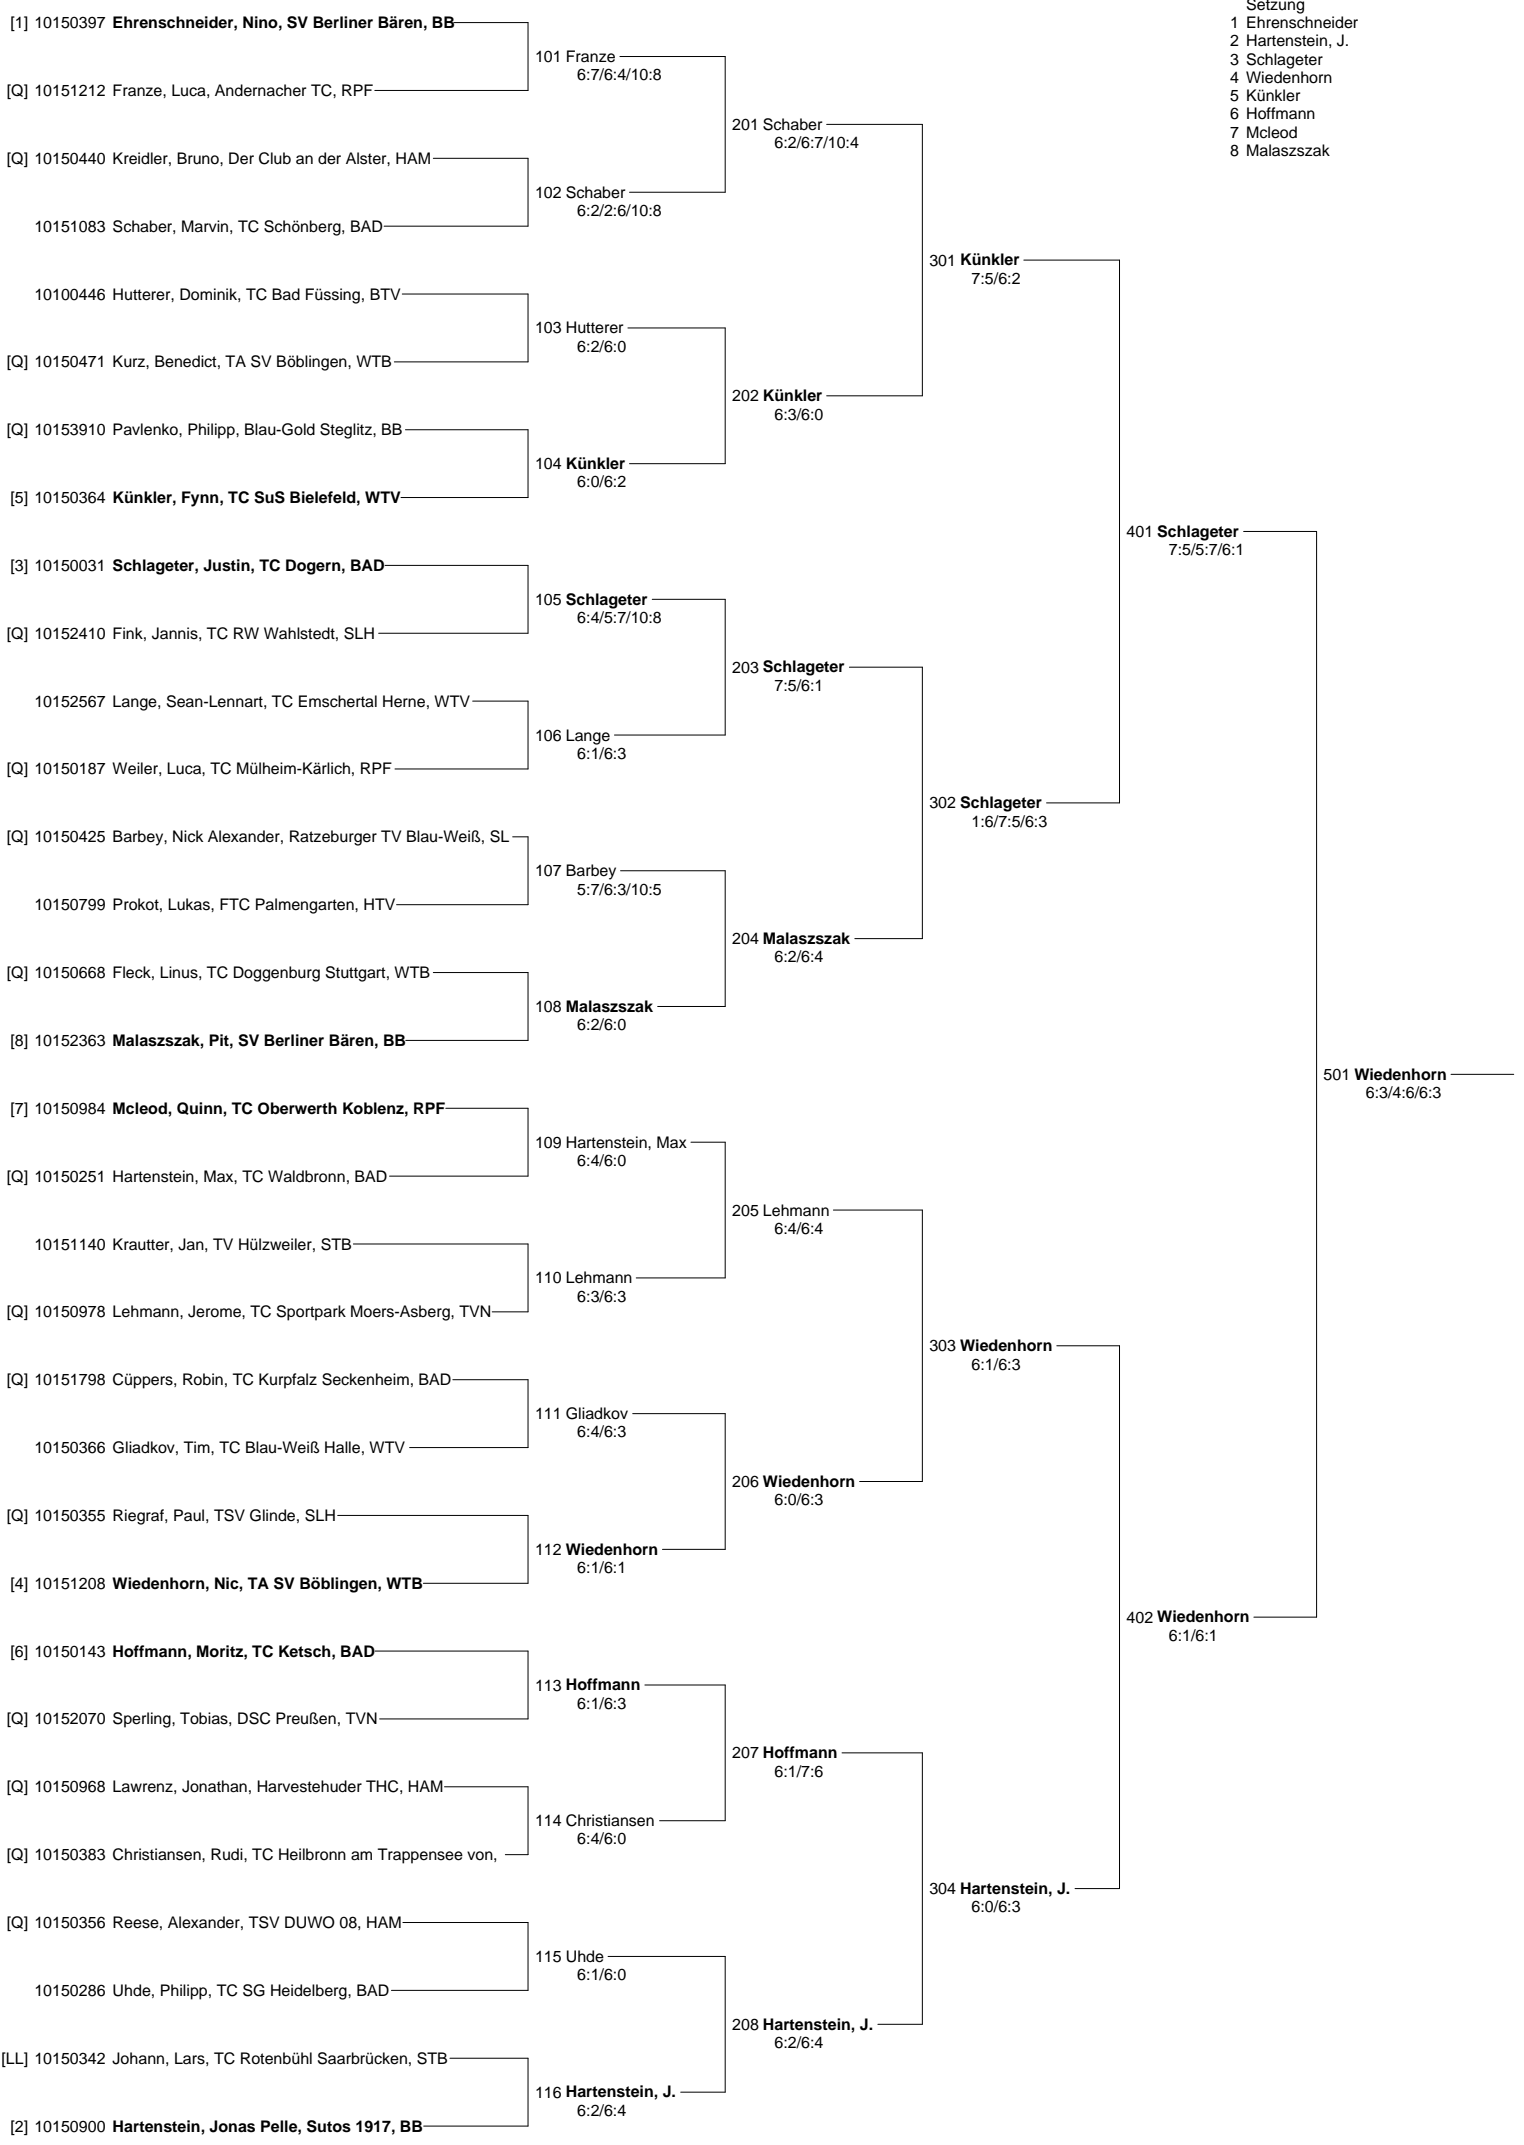 Setzung
1 Ehrenschneider
2 Hartenstein, J.
3 Schlageter
4 Wiedenhorn
5 Künkler
6 Hoffmann
7 Mcleod
8 Malaszszak
[1] 10150397 Ehrenschneider, Nino, SV Berliner Bären, BB
101 Franze
6:7/6:4/10:8
[Q] 10151212 Franze, Luca, Andernacher TC, RPF
201 Schaber
6:2/6:7/10:4
[Q] 10150440 Kreidler, Bruno, Der Club an der Alster, HAM
102 Schaber
6:2/2:6/10:8
10151083 Schaber, Marvin, TC Schönberg, BAD
301 Künkler
7:5/6:2
10100446 Hutterer, Dominik, TC Bad Füssing, BTV
103 Hutterer
6:2/6:0
[Q] 10150471 Kurz, Benedict, TA SV Böblingen, WTB
202 Künkler
6:3/6:0
[Q] 10153910 Pavlenko, Philipp, Blau-Gold Steglitz, BB
104 Künkler
6:0/6:2
[5] 10150364 Künkler, Fynn, TC SuS Bielefeld, WTV
401 Schlageter
7:5/5:7/6:1
[3] 10150031 Schlageter, Justin, TC Dogern, BAD
105 Schlageter
6:4/5:7/10:8
[Q] 10152410 Fink, Jannis, TC RW Wahlstedt, SLH
203 Schlageter
7:5/6:1
10152567 Lange, Sean-Lennart, TC Emschertal Herne, WTV
106 Lange
6:1/6:3
[Q] 10150187 Weiler, Luca, TC Mülheim-Kärlich, RPF
302 Schlageter
1:6/7:5/6:3
[Q] 10150425 Barbey, Nick Alexander, Ratzeburger TV Blau-Weiß, SL
107 Barbey
5:7/6:3/10:5
10150799 Prokot, Lukas, FTC Palmengarten, HTV
204 Malaszszak
6:2/6:4
[Q] 10150668 Fleck, Linus, TC Doggenburg Stuttgart, WTB
108 Malaszszak
6:2/6:0
[8] 10152363 Malaszszak, Pit, SV Berliner Bären, BB
501 Wiedenhorn
6:3/4:6/6:3
[7] 10150984 Mcleod, Quinn, TC Oberwerth Koblenz, RPF
109 Hartenstein, Max
6:4/6:0
[Q] 10150251 Hartenstein, Max, TC Waldbronn, BAD
205 Lehmann
6:4/6:4
10151140 Krautter, Jan, TV Hülzweiler, STB
110 Lehmann
6:3/6:3
[Q] 10150978 Lehmann, Jerome, TC Sportpark Moers-Asberg, TVN
303 Wiedenhorn
6:1/6:3
[Q] 10151798 Cüppers, Robin, TC Kurpfalz Seckenheim, BAD
111 Gliadkov
6:4/6:3
10150366 Gliadkov, Tim, TC Blau-Weiß Halle, WTV
206 Wiedenhorn
6:0/6:3
[Q] 10150355 Riegraf, Paul, TSV Glinde, SLH
112 Wiedenhorn
6:1/6:1
[4] 10151208 Wiedenhorn, Nic, TA SV Böblingen, WTB
402 Wiedenhorn
6:1/6:1
[6] 10150143 Hoffmann, Moritz, TC Ketsch, BAD
113 Hoffmann
6:1/6:3
[Q] 10152070 Sperling, Tobias, DSC Preußen, TVN
207 Hoffmann
6:1/7:6
[Q] 10150968 Lawrenz, Jonathan, Harvestehuder THC, HAM
114 Christiansen
6:4/6:0
[Q] 10150383 Christiansen, Rudi, TC Heilbronn am Trappensee von,
304 Hartenstein, J.
6:0/6:3
[Q] 10150356 Reese, Alexander, TSV DUWO 08, HAM
115 Uhde
6:1/6:0
10150286 Uhde, Philipp, TC SG Heidelberg, BAD
208 Hartenstein, J.
6:2/6:4
[LL] 10150342 Johann, Lars, TC Rotenbühl Saarbrücken, STB
116 Hartenstein, J.
6:2/6:4
[2] 10150900 Hartenstein, Jonas Pelle, Sutos 1917, BB